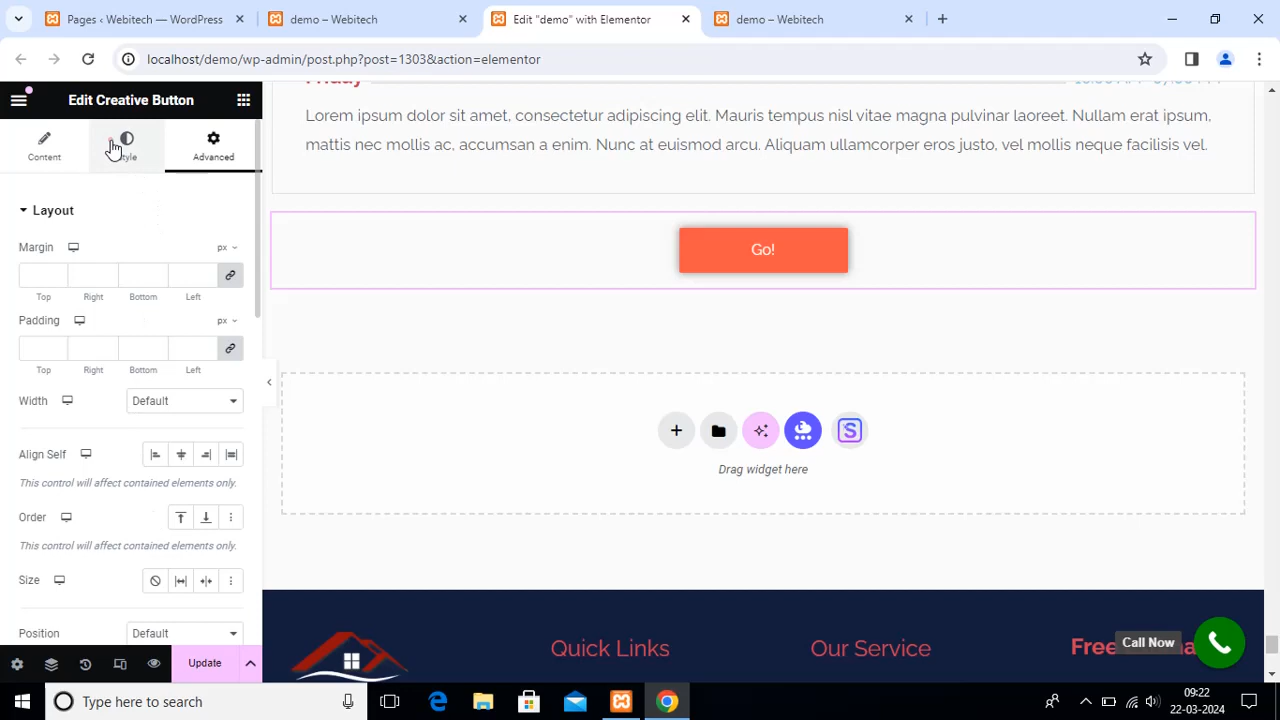 Pages ‹ Webitech — WordPress
demo – Webitech
Edit "demo" with Elementor
demo – Webitech
localhost/demo/wp-admin/post.php?post=1303&action=elementor
Edit Creative Button
Content
Style
Advanced
Layout
Margin
px
Top
Right
Bottom
Left
Padding
px
Top
Right
Bottom
Left
Width
Default
Align Self
This control will affect contained elements only.
Order
This control will affect contained elements only.
Size
Position
Default
Update
Friday
Lorem ipsum dolor sit amet, consectetur adipiscing elit. Mauris tempus nisl vitae magna pulvinar laoreet. Nullam erat ipsum,
mattis nec mollis ac, accumsan a enim. Nunc at euismod arcu. Aliquam ullamcorper eros justo, vel mollis neque facilisis vel.
Go!
S
Drag widget here
Quick Links
Our Service
Free
Call Now
Type here to search
09:22
22-03-2024